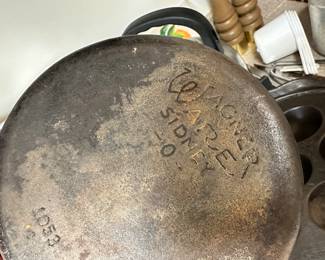 WAGNER
WARE
SIDNEY
-O-
1053